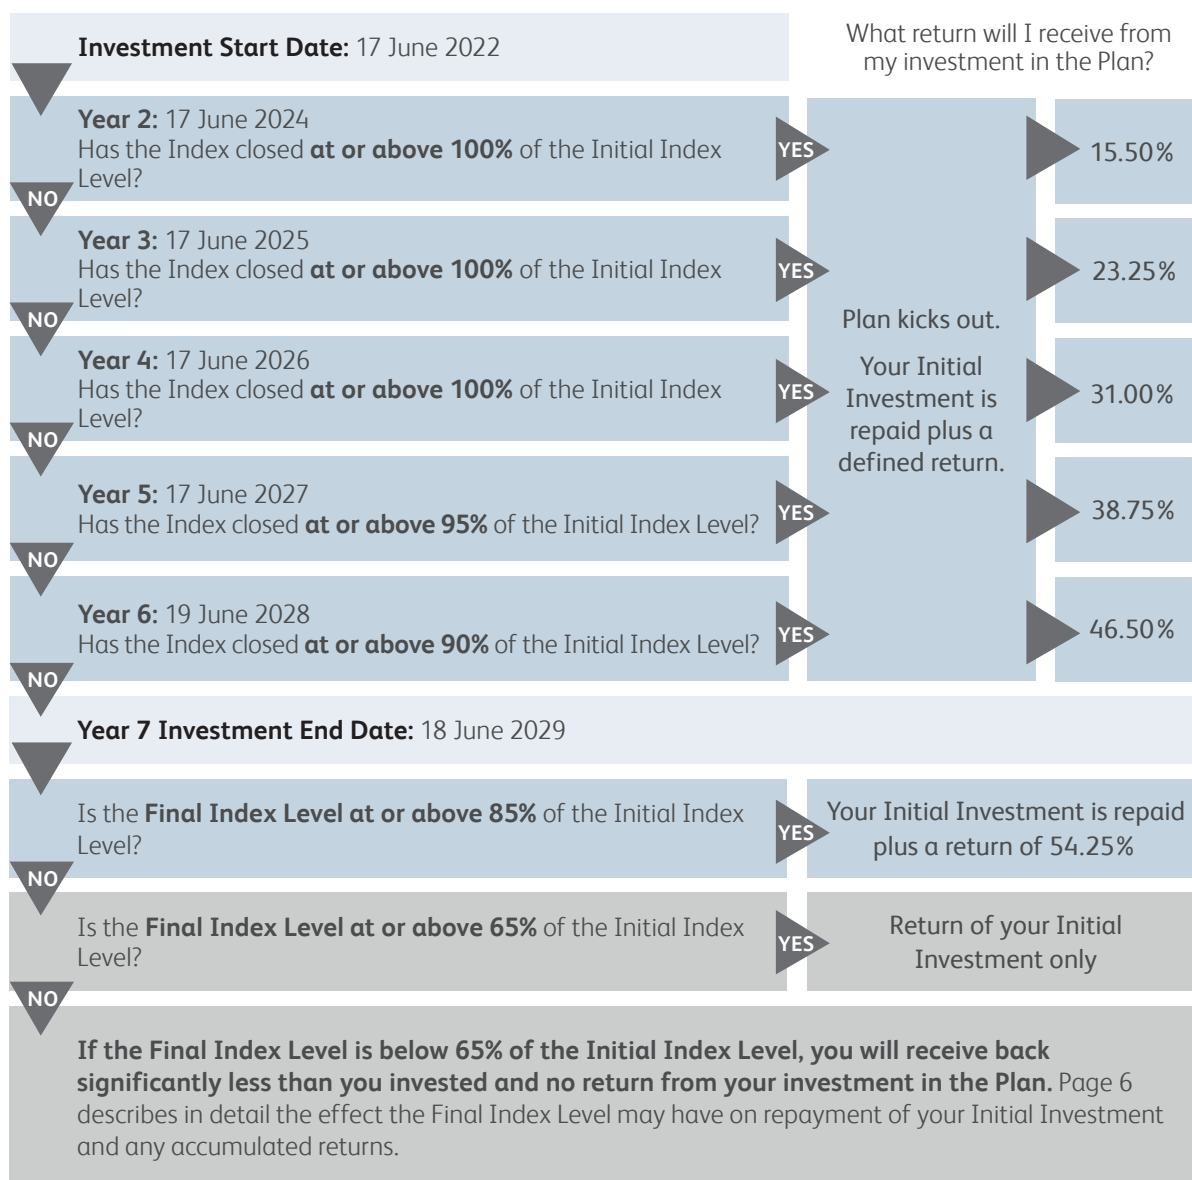 Investment Start Date: 17 June 2022
What return will I receive from
my investment in the Plan?
Year 2: 17 June 2024
Has the Index closed at or above 100% of the Initial Index
Level?
YES
15.50%
NO
Year 3: 17 June 2025
Has the Index closed at or above 100% of the Initial Index
Level?
YES
23.25%
NO
Year 4: 17 June 2026
Has the Index closed at or above 100% of the Initial Index
Level?
YES
31.00%
NO
Plan kicks out.
Your Initial
Investment is
repaid plus a
defined return.
Year 5: 17 June 2027
Has the Index closed at or above 95% of the Initial Index Level?
YES
38.75%
NO
Year 6: 19 June 2028
Has the Index closed at or above 90% of the Initial Index Level?
YES
46.50%
NO
Year 7 Investment End Date: 18 June 2029
Is the Final Index Level at or above 85% of the Initial Index
Level?
YES
Your Initial Investment is repaid
plus a return of 54.25%
NO
Is the Final Index Level at or above 65% of the Initial Index
Level?
YES
Return of your Initial
Investment only
NO
If the Final Index Level is below 65% of the Initial Index Level, you will receive back
significantly less than you invested and no return from your investment in the Plan. Page 6
describes in detail the effect the Final Index Level may have on repayment of your Initial Investment
and any accumulated returns.